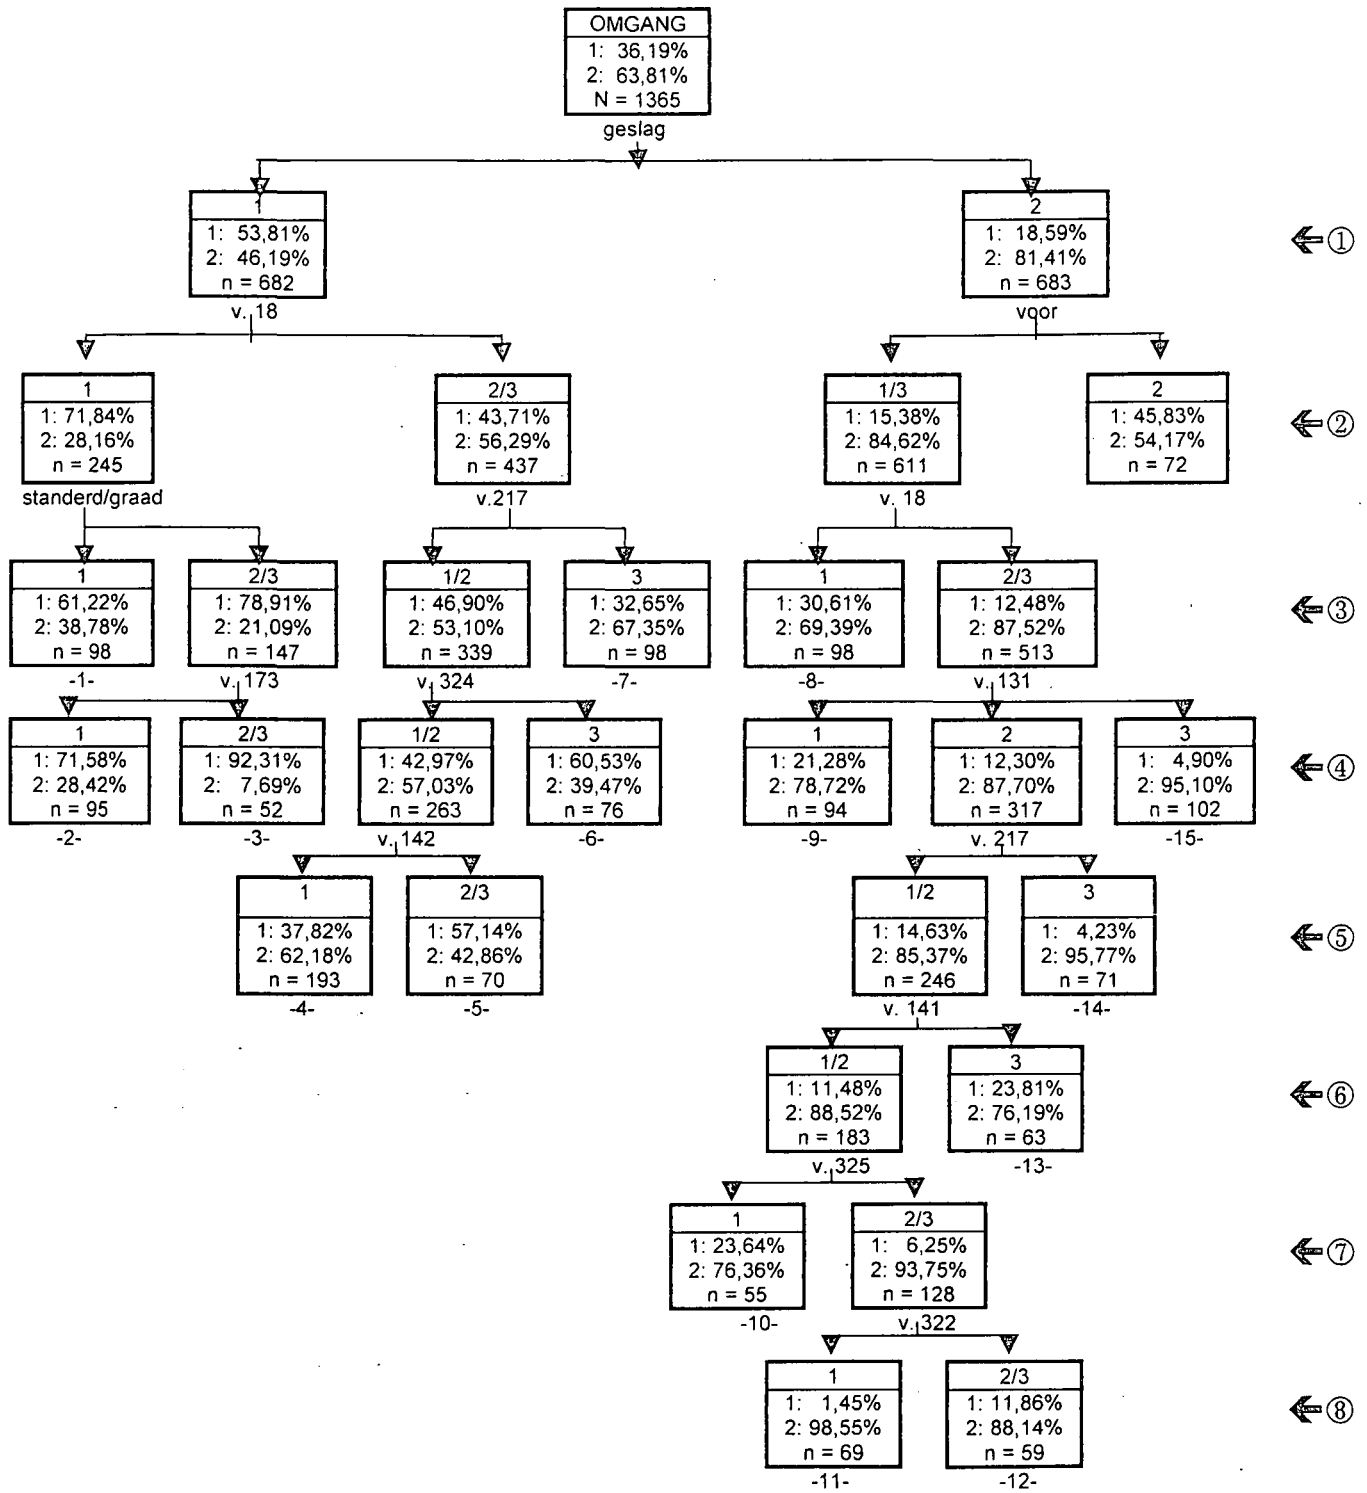 OMGANG
1: 36,19%
2: 63,81%
N = 1365
geslag
1
1: 53,81%
2: 46,19%
n = 682
v. 18
2
1: 18,59%
2: 81,41%
n = 683
voor
①
1
1: 71,84%
2: 28,16%
n = 245
standerd/graad
2/3
1: 43,71%
2: 56,29%
n = 437
v.217
1/3
1: 15,38%
2: 84,62%
n = 611
v. 18
2
1: 45,83%
2: 54,17%
n = 72
②
1
1: 61,22%
2: 38,78%
n = 98
-1-
2/3
1: 78,91%
2: 21,09%
n = 147
v. 173
1/2
1: 46,90%
2: 53,10%
n = 339
v. 324
3
1: 32,65%
2: 67,35%
n = 98
-7-
1
1: 30,61%
2: 69,39%
n = 98
-8-
2/3
1: 12,48%
2: 87,52%
n = 513
v. 131
③
1
1: 71,58%
2: 28,42%
n = 95
-2-
2/3
1: 92,31%
2: 7,69%
n = 52
-3-
1/2
1: 42,97%
2: 57,03%
n = 263
v. 142
3
1: 60,53%
2: 39,47%
n = 76
-6-
1
1: 21,28%
2: 78,72%
n = 94
-9-
2
1: 12,30%
2: 87,70%
n = 317
v. 217
3
1: 4,90%
2: 95,10%
n = 102
-15-
④
1
1: 37,82%
2: 62,18%
n = 193
-4-
2/3
1: 57,14%
2: 42,86%
n = 70
-5-
1/2
1: 14,63%
2: 85,37%
n = 246
v. 141
3
1: 4,23%
2: 95,77%
n = 71
-14-
⑤
1/2
1: 11,48%
2: 88,52%
n = 183
v. 325
3
1: 23,81%
2: 76,19%
n = 63
-13-
⑥
1
1: 23,64%
2: 76,36%
n = 55
-10-
2/3
1: 6,25%
2: 93,75%
n = 128
v. 322
⑦
1
1: 1,45%
2: 98,55%
n = 69
-11-
2/3
1: 11,86%
2: 88,14%
n = 59
-12-
⑧